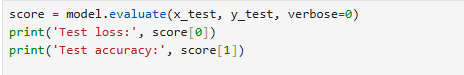 score = model.evaluate(x_test, y_test, verbose=0)
print('Test loss:', score[0])
print('Test accuracy:', score[1])